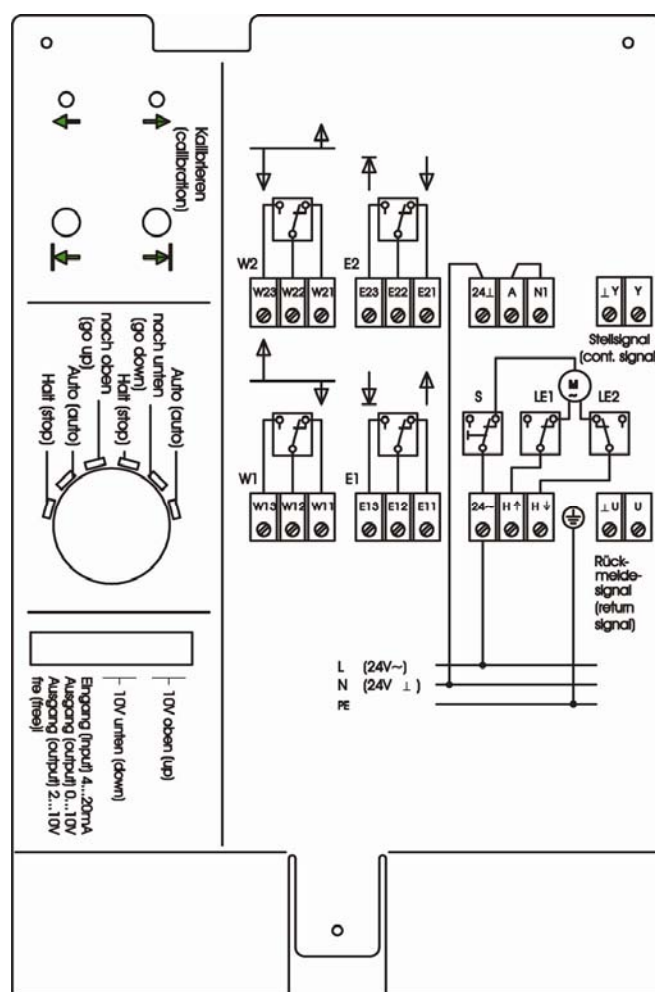 Kalibrieren
(calibration)
Halt (stop)
Auto (auto)
nach oben
(go up)
Halt (stop)
nach unten
(go down)
Auto (auto)
10V oben (up)
10V unten (down)
Eingang (input) 4...20mA
Ausgang (output) 0...10V
Ausgang (output) 2...10V
fre (free)i
W2
E2
W23 W22 W21
E23 E22 E21
24⊥ A N1
⊥Y Y
Stellsignal
(cont. signal
S LE1 M ~ LE2
W1
E1
W13 W12 W11
E13 E12 E11
24~ H↑ H↓
⊥U U
Rück-
melde-
signal
(return
signal)
L (24V~)
N (24V ⊥)
PE